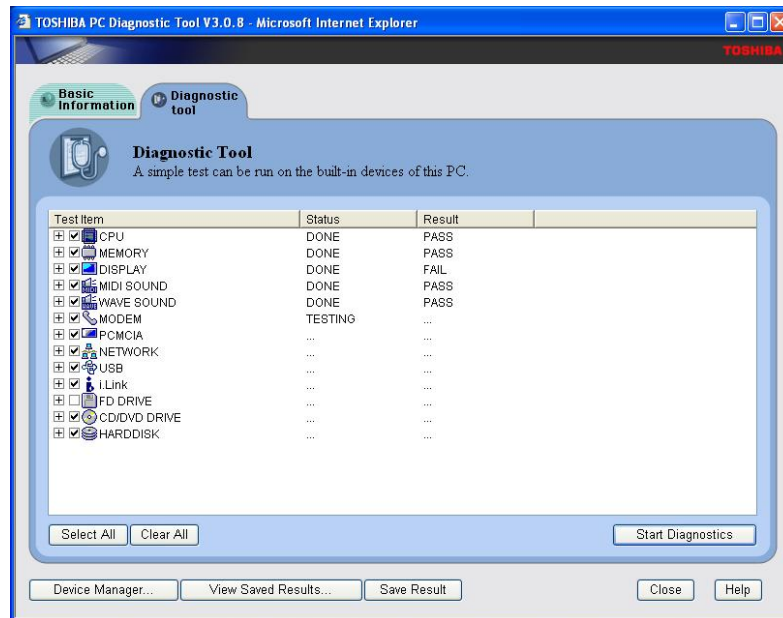 TOSHIBA PC Diagnostic Tool V3.0.8 - Microsoft Internet Explorer
TOSHIBA
Basic
Information
Diagnostic
tool
Diagnostic Tool
A simple test can be run on the built-in devices of this PC.
Test Item Status Result
CPU DONE PASS
MEMORY DONE PASS
DISPLAY DONE FAIL
MIDI SOUND DONE PASS
WAVE SOUND DONE PASS
MODEM TESTING ...
PCMCIA ... ...
NETWORK ... ...
USB ... ...
i.Link ... ...
FD DRIVE ... ...
CD/DVD DRIVE ... ...
HARDDISK ... ...
Select All Clear All Start Diagnostics
Device Manager... View Saved Results... Save Result Close Help